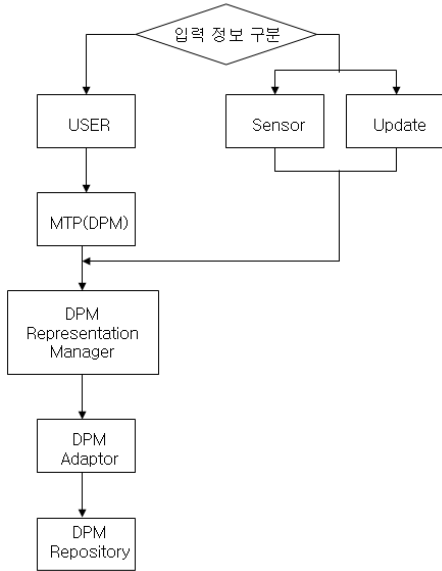 입력 정보 구분
USER
Sensor
Update
MTP(DPM)
DPM
Representation
Manager
DPM
Adaptor
DPM
Repository